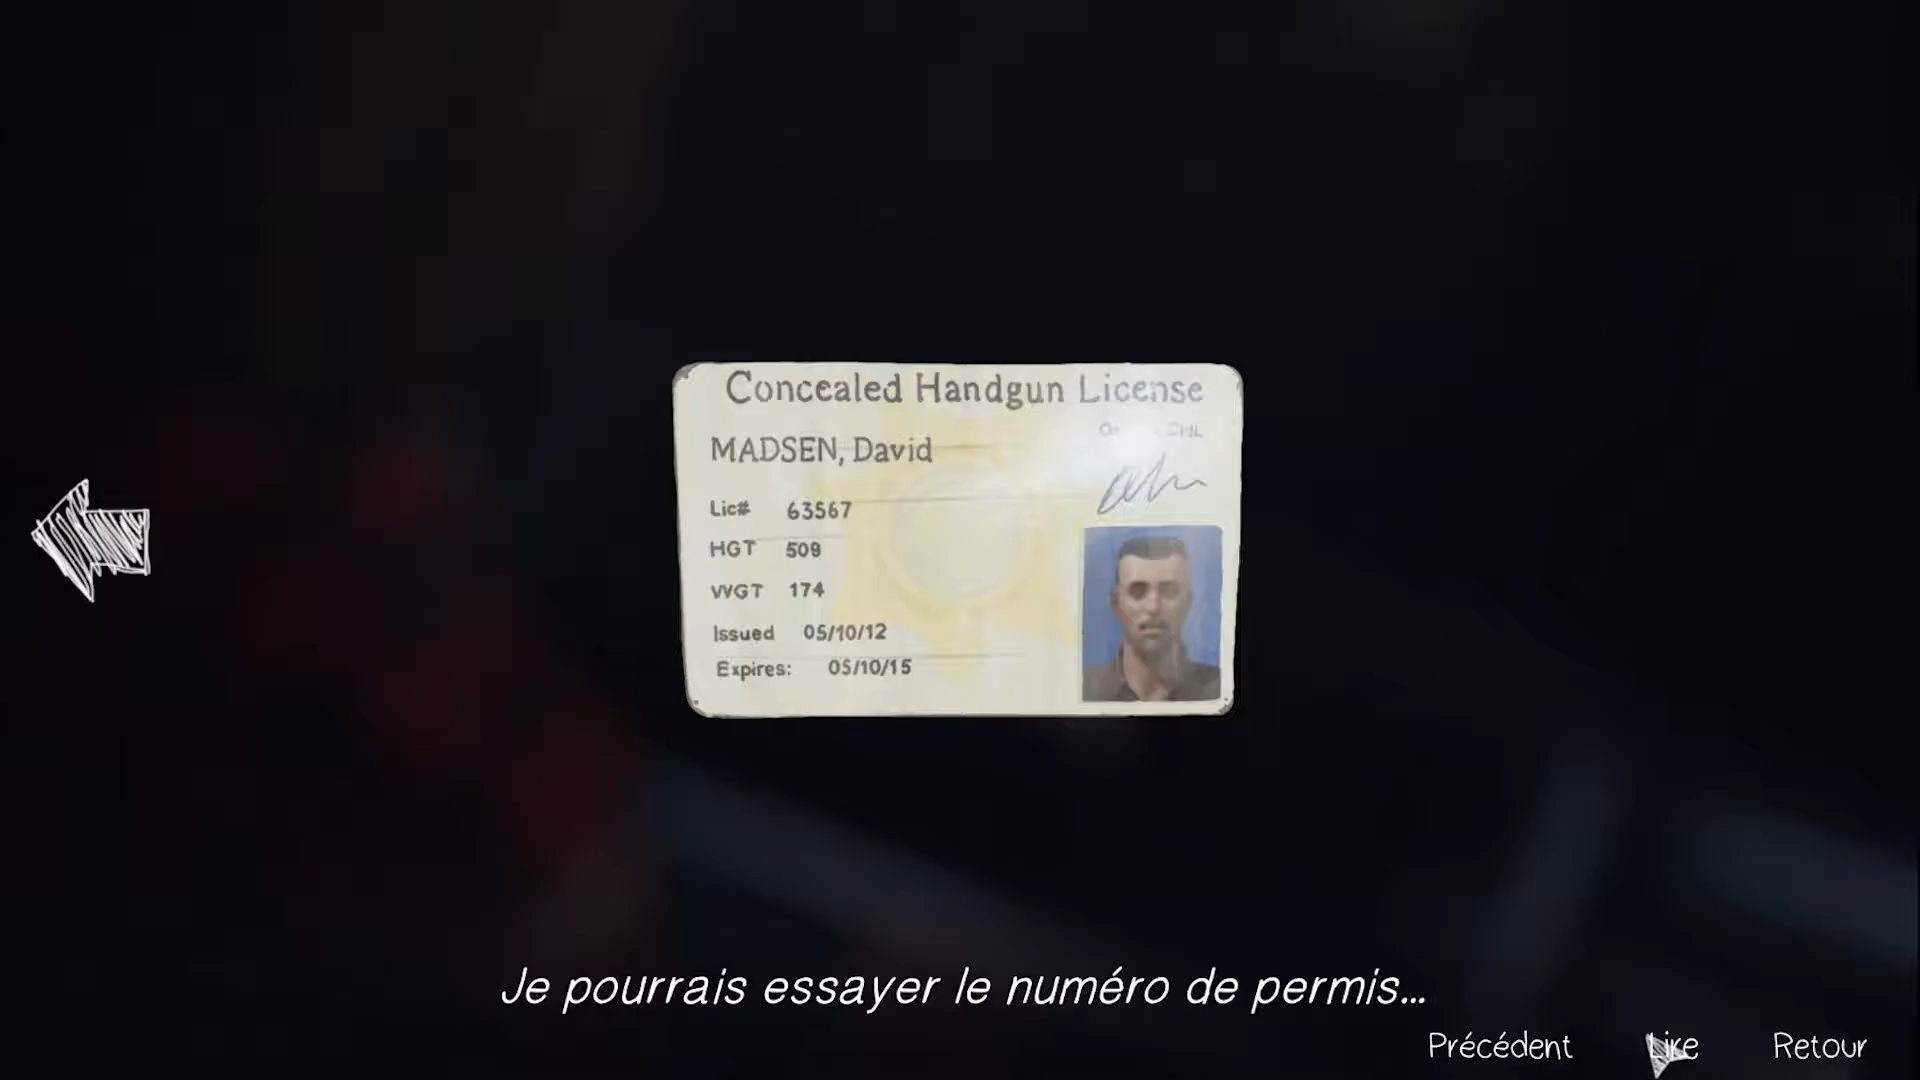 Concealed Handgun License
MADSEN, David
CHL
Lic# 63567
HGT 509
WGT 174
Issued 05/10/12
Expires: 05/10/15
Je pourrais essayer le numéro de permis...
Précédent Lire Retour